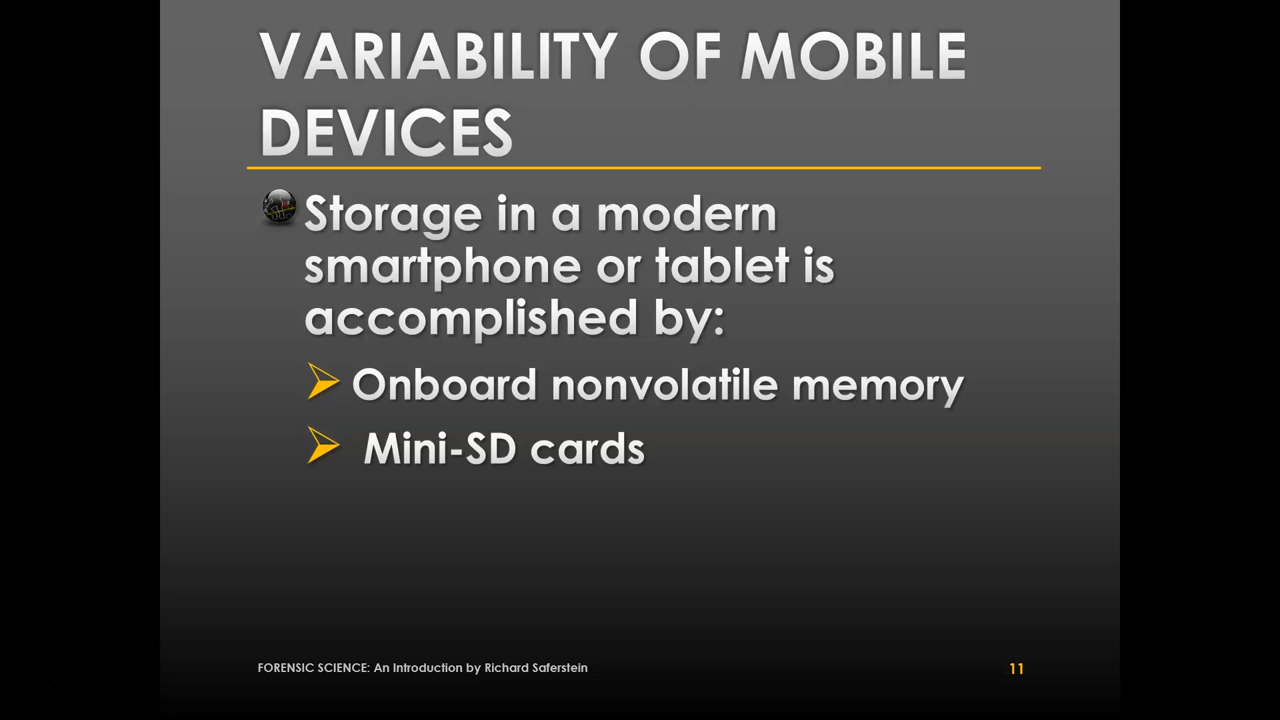 VARIABILITY OF MOBILE
DEVICES
Storage in a modern
smartphone or tablet is
accomplished by:
Onboard nonvolatile memory
Mini-SD cards
FORENSIC SCIENCE: An Introduction by Richard Saferstein
11